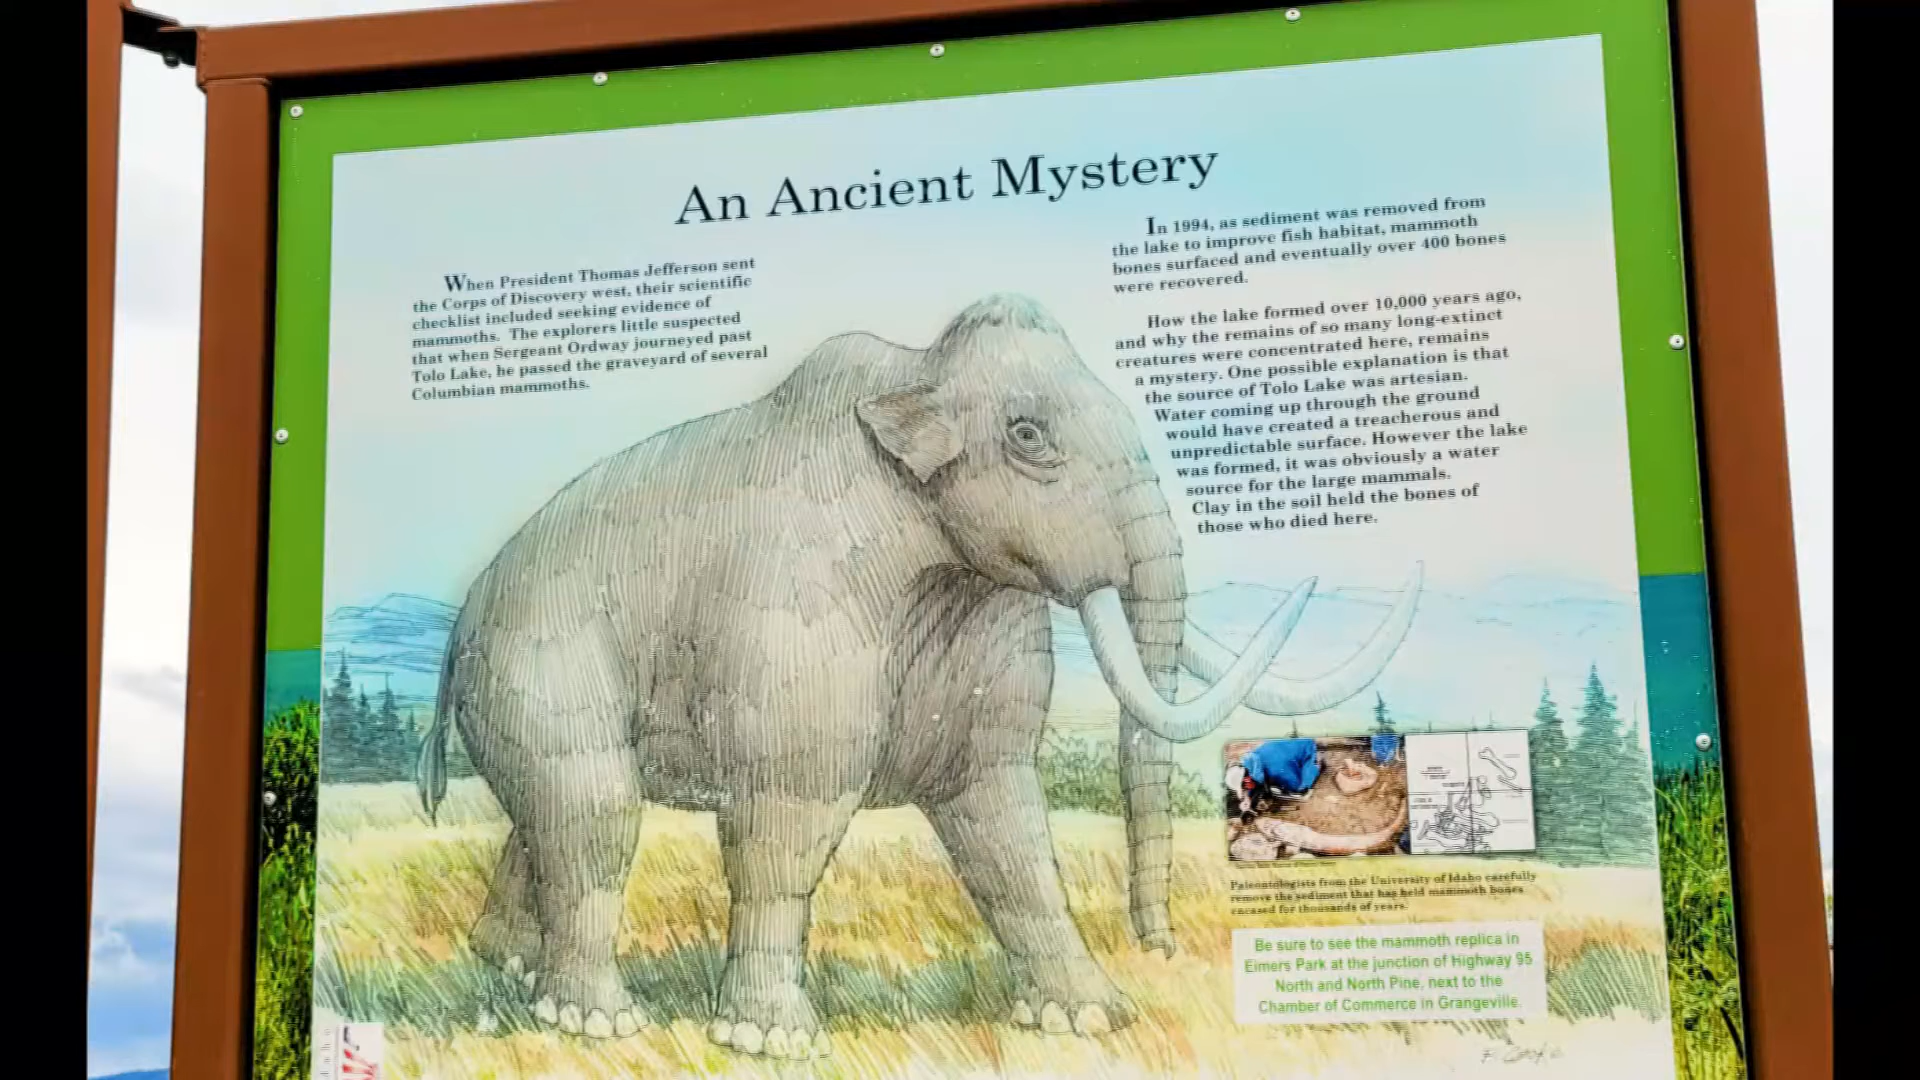 An Ancient Mystery
When President Thomas Jefferson sent
the Corps of Discovery west, their scientific
checklist included seeking evidence of
mammoths. The explorers little suspected
that when Sergeant Ordway journeyed past
Tolo Lake, he passed the graveyard of several
Columbian mammoths.
In 1994, as sediment was removed from
the lake to improve fish habitat, mammoth
bones surfaced and eventually over 400 bones
were recovered.
How the lake formed over 10,000 years ago,
and why the remains of so many long-extinct
creatures were concentrated here, remains
a mystery. One possible explanation is that
the source of Tolo Lake was artesian.
Water coming up through the ground
would have created a treacherous and
unpredictable surface. However the lake
was formed, it was obviously a water
source for the large mammals.
Clay in the soil held the bones of
those who died here.
Paleontologists from the University of Idaho carefully
remove the sediment that has held mammoth bones
encased for thousands of years.
Be sure to see the mammoth replica in
Eimers Park at the junction of Highway 95
North and North Pine, next to the
Chamber of Commerce in Grangeville.